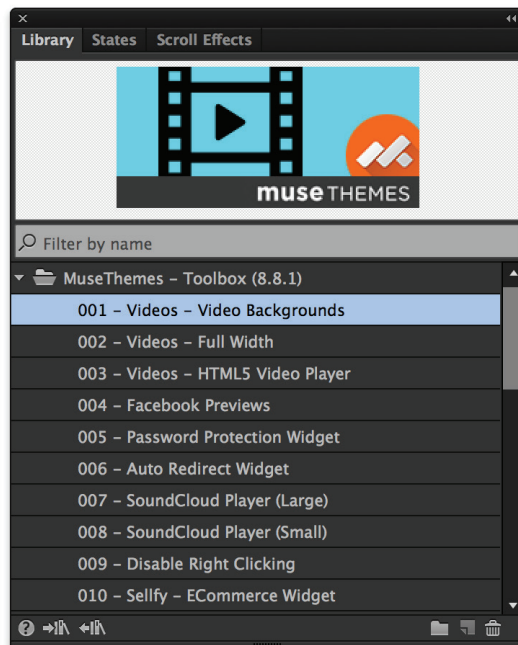 Library States Scroll Effects
museTHEMES
Filter by name
MuseThemes – Toolbox (8.8.1)
001 – Videos – Video Backgrounds
002 – Videos – Full Width
003 – Videos – HTML5 Video Player
004 – Facebook Previews
005 – Password Protection Widget
006 – Auto Redirect Widget
007 – SoundCloud Player (Large)
008 – SoundCloud Player (Small)
009 – Disable Right Clicking
010 – Sellfy – ECommerce Widget